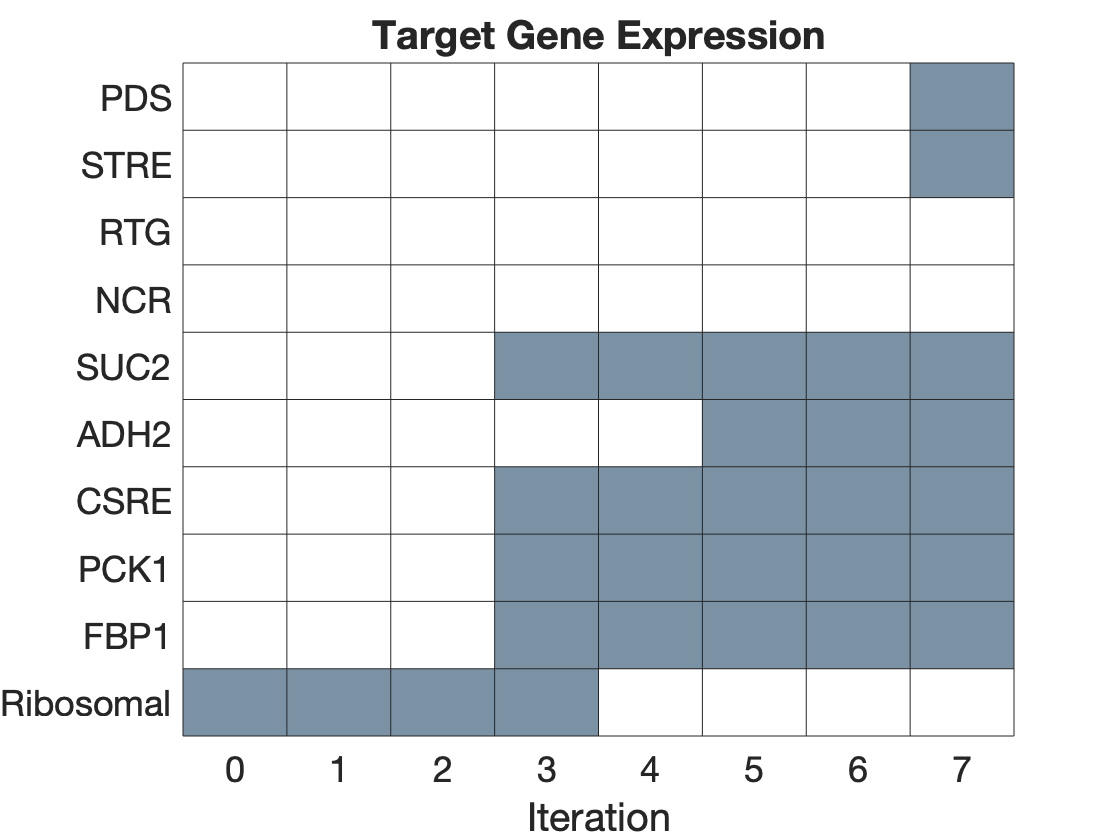 Target Gene Expression
PDS
STRE
RTG
NCR
SUC2
ADH2
CSRE
PCK1
FBP1
Ribosomal
0 1 2 3 4 5 6 7
Iteration